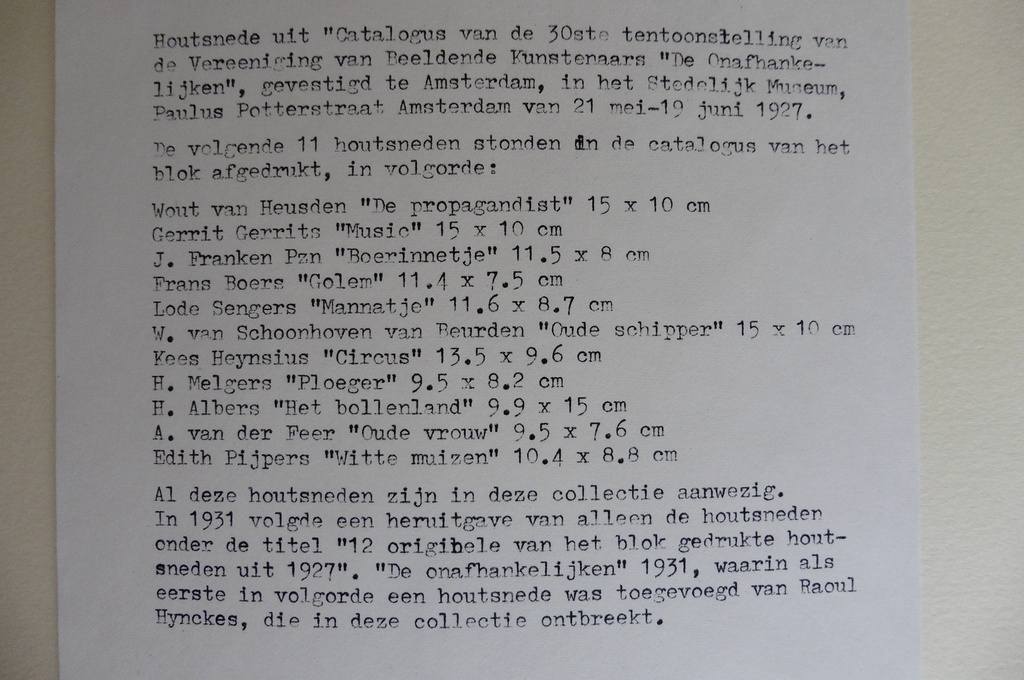 Houtsnede uit "Catalogus van de 30ste tentoonstelling van
de Vereeniging van Beeldende Kunstenaars "De Onafhanke-
lijken", gevestigd te Amsterdam, in het Stedelijk Museum,
Paulus Potterstraat Amsterdam van 21 mei-19 juni 1927.
De volgende 11 houtsneden stonden in de catalogus van het
blok afgedrukt, in volgorde:
Wout van Heusden "De propagandist" 15 x 10 cm
Gerrit Gerrits "Music" 15 x 10 cm
J. Franken Pzn "Boerinnetje" 11.5 x 8 cm
Frans Boers "Golem" 11.4 x 7.5 cm
Lode Sengers "Mannatje" 11.6 x 8.7 cm
W. van Schoonhoven van Beurden "Oude schipper" 15 x 10 cm
Kees Heynsius "Circus" 13.5 x 9.6 cm
H. Melgers "Ploeger" 9.5 x 8.2 cm
H. Albers "Het bollenland" 9.9 x 15 cm
A. van der Feer "Oude vrouw" 9.5 x 7.6 cm
Edith Pijpers "Witte muizen" 10.4 x 8.8 cm
Al deze houtsneden zijn in deze collectie aanwezig.
In 1931 volgde een heruitgave van alleen de houtsneden
onder de titel "12 origihele van het blok gedrukte hout-
sneden uit 1927". "De onafhankelijken" 1931, waarin als
eerste in volgorde een houtsnede was toegevoegd van Raoul
Hynckes, die in deze collectie ontbreekt.